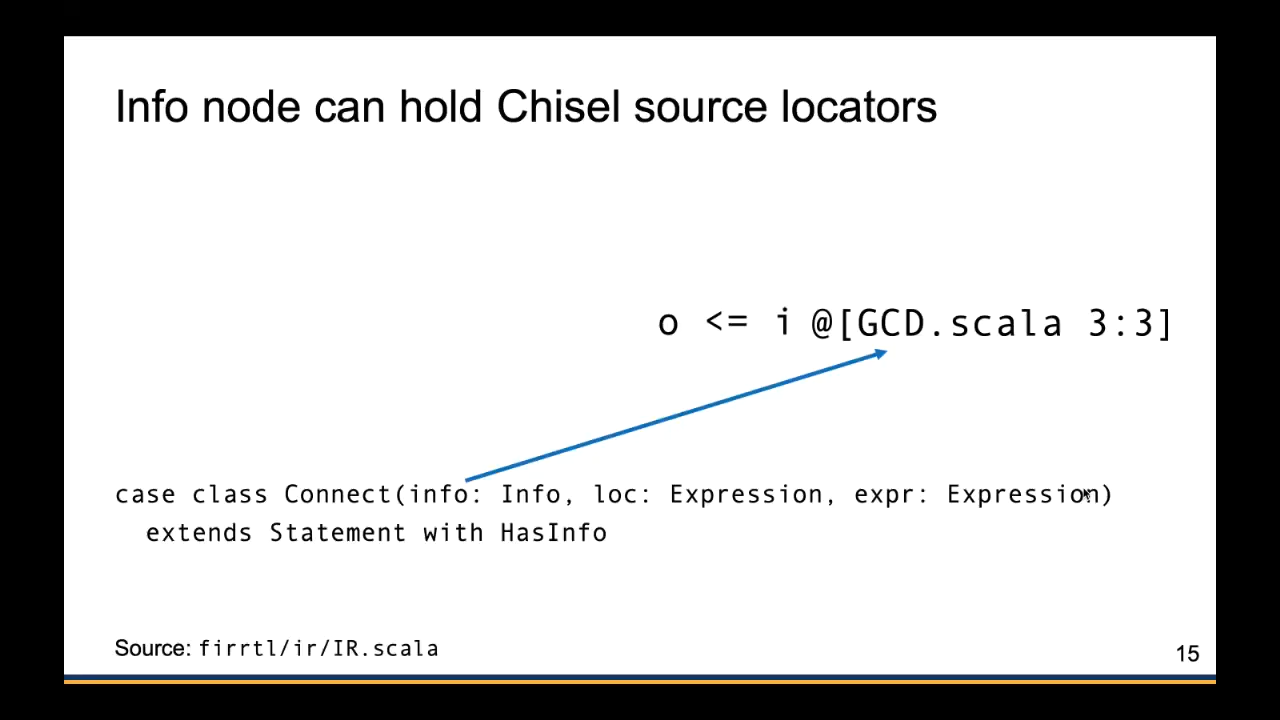 Info node can hold Chisel source locators
o <= i @[GCD.scala 3:3]
case class Connect(info: Info, loc: Expression, expr: Expression)
extends Statement with HasInfo
Source: firrtl/ir/IR.scala
15